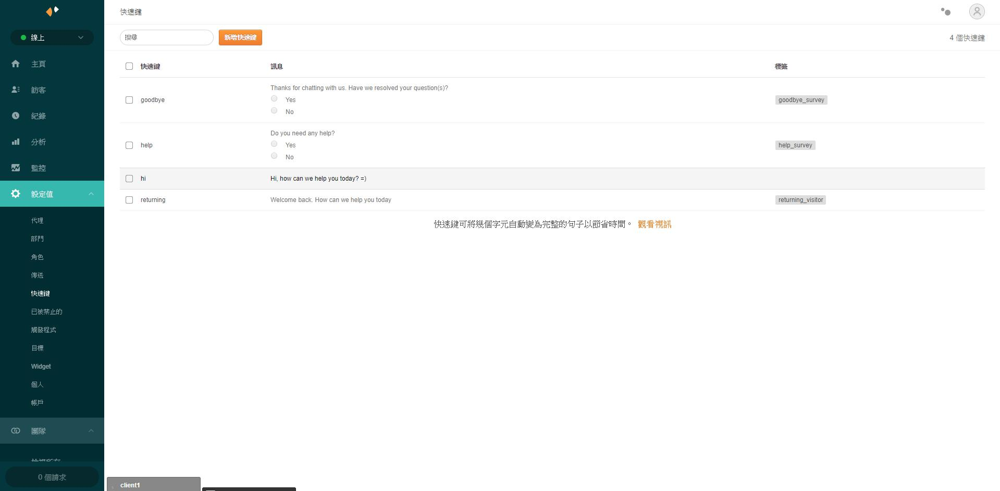 快速鍵
線上
搜尋
新增快速鍵
4 個快速鍵
主頁
訪客
紀錄
分析
監控
設定值
代理
部門
角色
傳送
快速鍵
已被禁止的
觸發程式
目標
Widget
個人
帳戶
團隊
檢視所有
0 個請求
快速鍵 訊息 標籤
Thanks for chatting with us. Have we resolved your question(s)?
goodbye Yes goodbye_survey
No
Do you need any help?
help Yes help_survey
No
hi Hi, how can we help you today? =)
returning Welcome back. How can we help you today returning_visitor
快速鍵可將幾個字元自動變為完整的句子以節省時間。 觀看視訊
client1